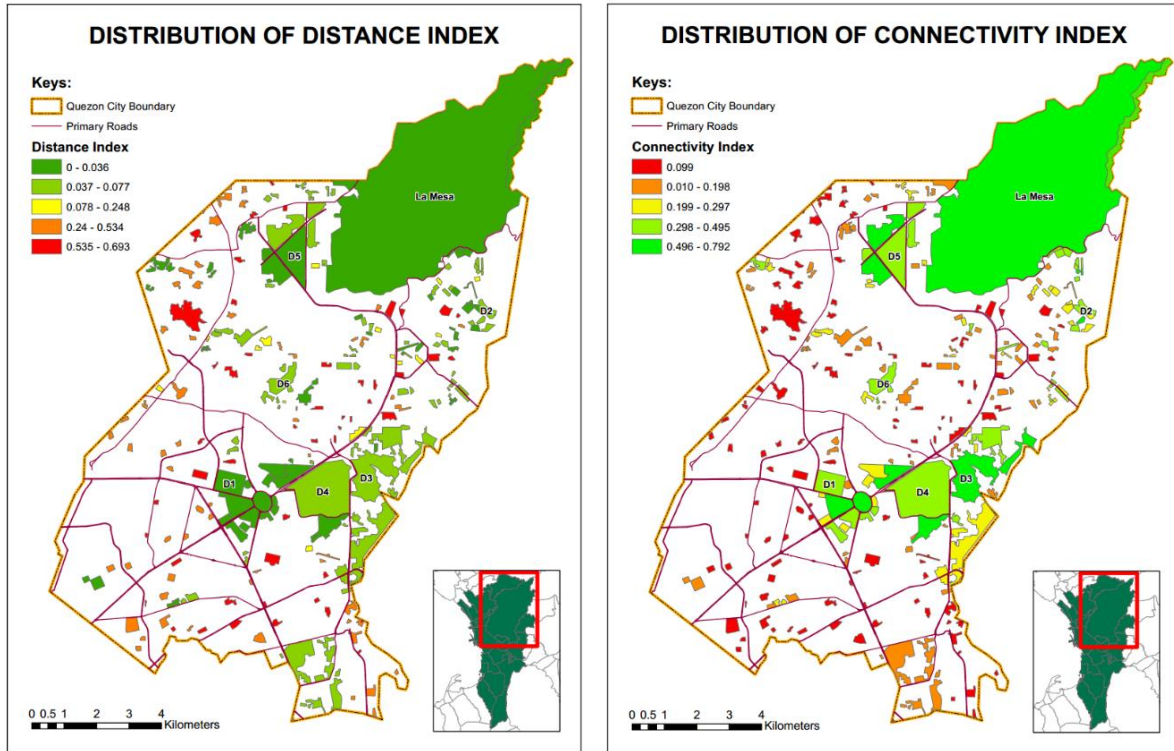 DISTRIBUTION OF DISTANCE INDEX
Keys:
Quezon City Boundary
Primary Roads
Distance Index
0 - 0.036
0.037 - 0.077
0.078 - 0.248
0.24 - 0.534
0.535 - 0.693
La Mesa
D5
D2
D6
D1
D3
D4
0 0.5 1 2 3 4
Kilometers
DISTRIBUTION OF CONNECTIVITY INDEX
Keys:
Quezon City Boundary
Primary Roads
Connectivity Index
0.099
0.010 - 0.198
0.199 - 0.297
0.298 - 0.495
0.496 - 0.792
La Mesa
D5
D2
D6
D1
D3
D4
0 0.5 1 2 3 4
Kilometers